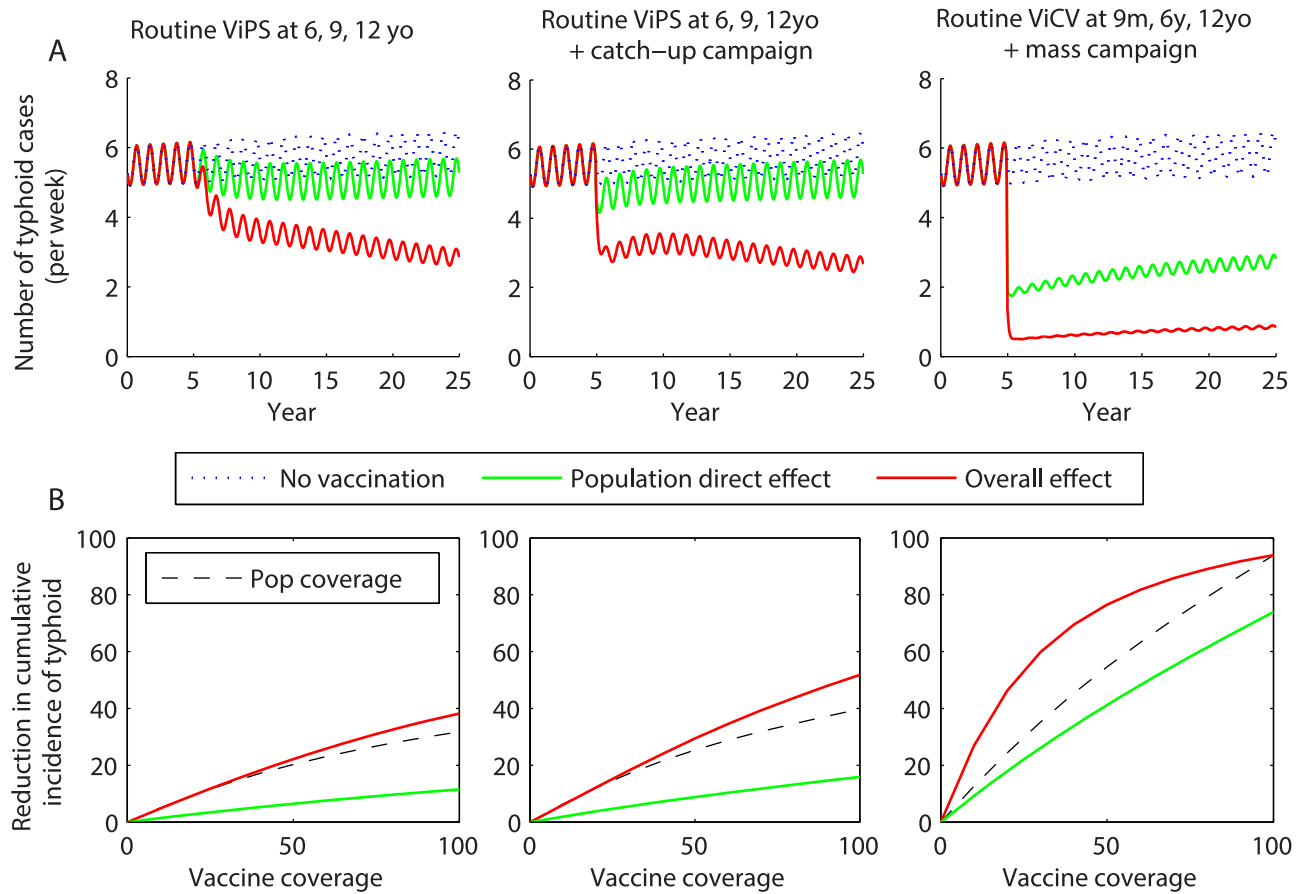 A
Routine ViPS at 6, 9, 12 yo
Routine ViPS at 6, 9, 12yo
+ catch−up campaign
Routine ViCV at 9m, 6y, 12yo
+ mass campaign
Number of typhoid cases
(per week)
8
6
4
2
0
0 5 10 15 20 25
Year
8
6
4
2
0
0 5 10 15 20 25
Year
8
6
4
2
0
0 5 10 15 20 25
Year
No vaccination Population direct effect Overall effect
B
Reduction in cumulative
incidence of typhoid
100
80
60
40
20
0
Pop coverage
0 50 100
Vaccine coverage
100
80
60
40
20
0
0 50 100
Vaccine coverage
100
80
60
40
20
0
0 50 100
Vaccine coverage